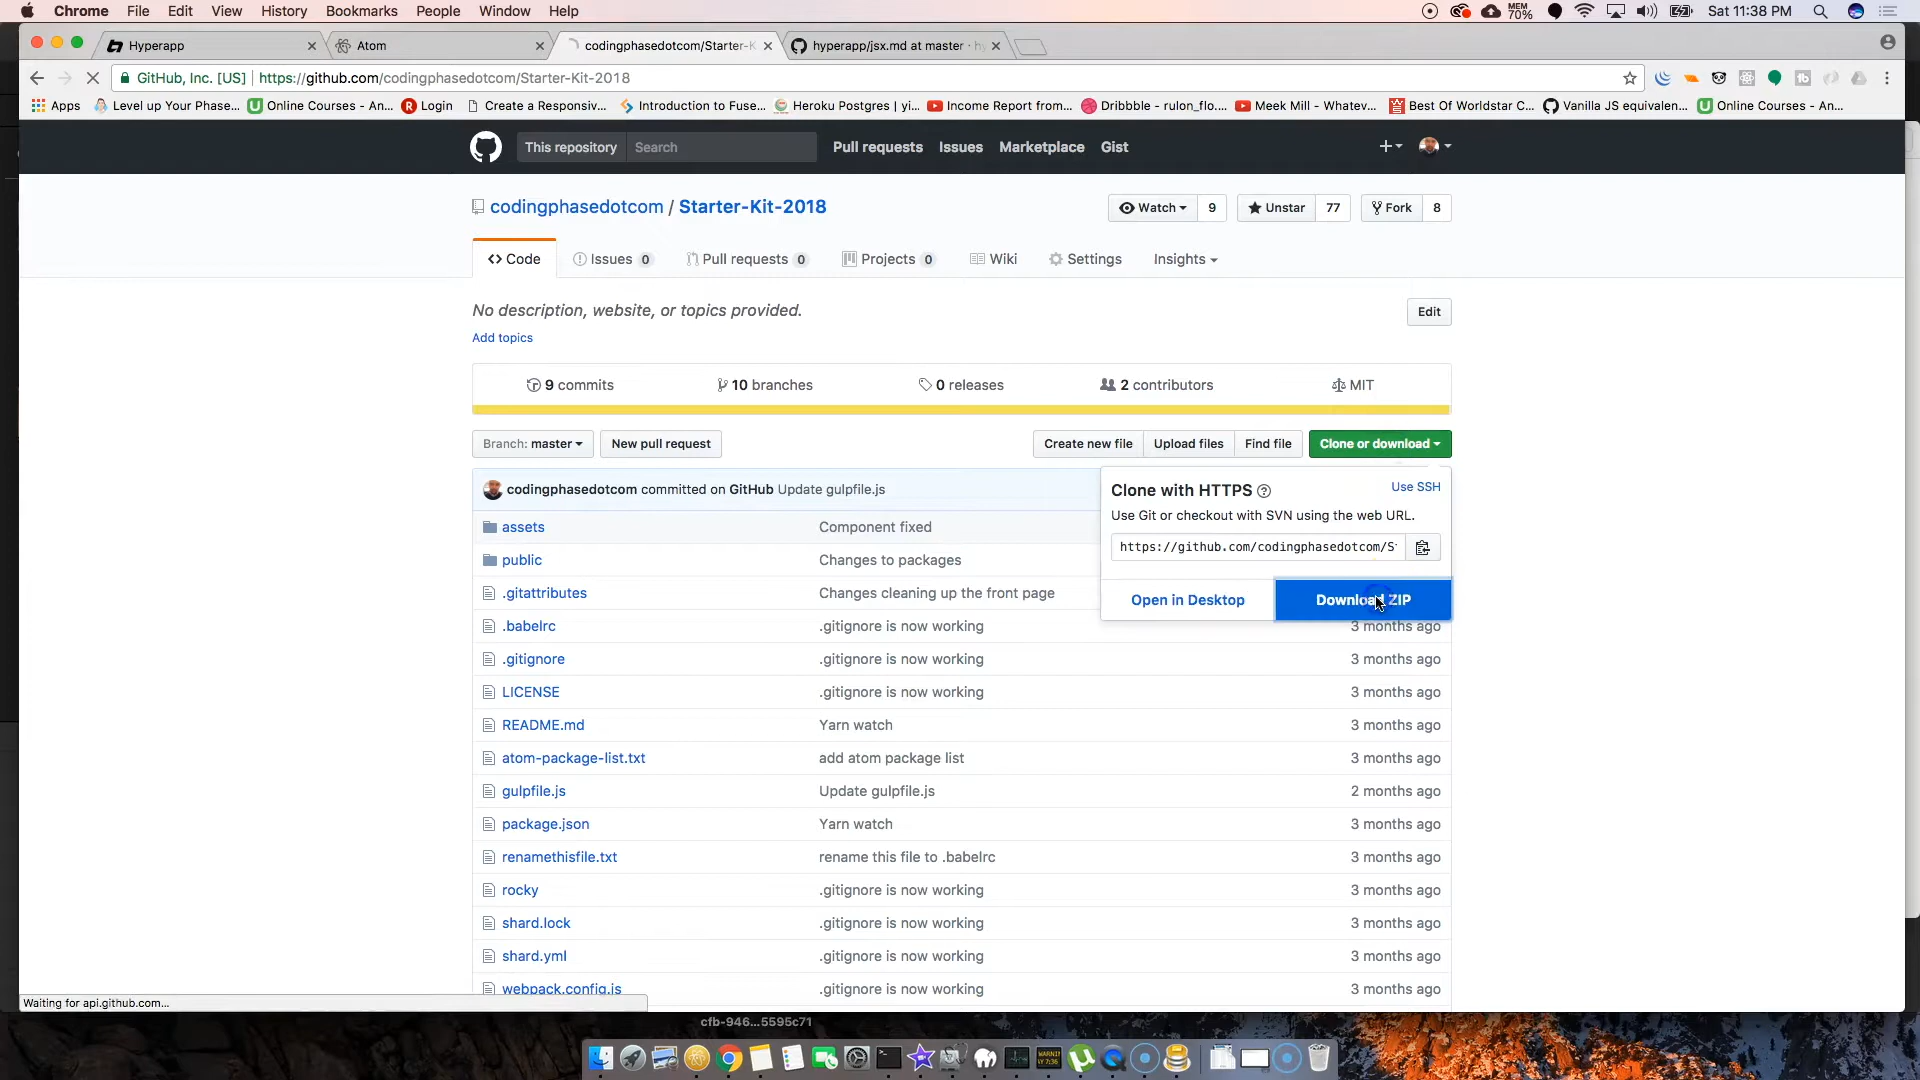 Chrome File Edit View History Bookmarks People Window Help MEM 70% Sat 11:38 PM
Hyperapp Atom codingphasedotcom/Starter-K hyperapp/jsx.md at master · hy
GitHub, Inc. [US] https://github.com/codingphasedotcom/Starter-Kit-2018
Apps Level up Your Phase... Online Courses - An... Login Create a Responsiv... Introduction to Fuse... Heroku Postgres | yi... Income Report from... Dribbble - rulon_flo.... Meek Mill - Whatev... Best Of Worldstar C... Vanilla JS equivalen... Online Courses - An...
This repository Search Pull requests Issues Marketplace Gist
codingphasedotcom / Starter-Kit-2018 Watch 9 Unstar 77 Fork 8
<> Code Issues 0 Pull requests 0 Projects 0 Wiki Settings Insights
No description, website, or topics provided. Edit
Add topics
9 commits 10 branches 0 releases 2 contributors MIT
Branch: master New pull request Create new file Upload files Find file Clone or download
codingphasedotcom committed on GitHub Update gulpfile.js
Clone with HTTPS Use SSH
Use Git or checkout with SVN using the web URL.
https://github.com/codingphasedotcom/S
Open in Desktop Download ZIP
assets Component fixed
public Changes to packages
.gitattributes Changes cleaning up the front page
.babelrc .gitignore is now working 3 months ago
.gitignore .gitignore is now working 3 months ago
LICENSE .gitignore is now working 3 months ago
README.md Yarn watch 3 months ago
atom-package-list.txt add atom package list 3 months ago
gulpfile.js Update gulpfile.js 2 months ago
package.json Yarn watch 3 months ago
renamethisfile.txt rename this file to .babelrc 3 months ago
rocky .gitignore is now working 3 months ago
shard.lock .gitignore is now working 3 months ago
shard.yml .gitignore is now working 3 months ago
webpack.config.js .gitignore is now working 3 months ago
Waiting for api.github.com...
cfb-946...5595c71